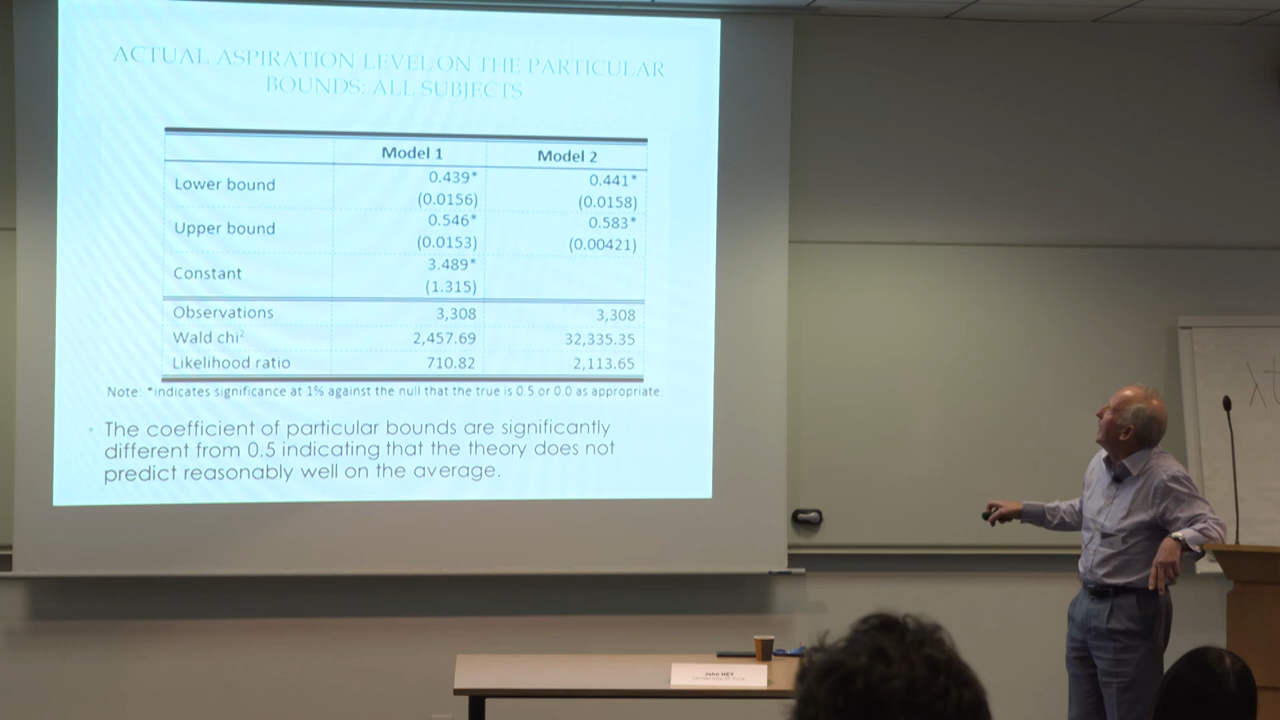 ACTUAL ASPIRATION LEVEL ON THE PARTICULAR
BOUNDS: ALL SUBJECTS
Model 1 Model 2
Lower bound 0.439* 0.441*
(0.0156) (0.0158)
Upper bound 0.546* 0.583*
(0.0153) (0.00421)
Constant 3.489*
(1.315)
Observations 3,308 3,308
Wald chi² 2,457.69 32,335.35
Likelihood ratio 710.82 2,113.65
Note: *indicates significance at 1% against the null that the true is 0.5 or 0.0 as appropriate.
• The coefficient of particular bounds are significantly
different from 0.5 indicating that the theory does not
predict reasonably well on the average.
John HEY
University of York